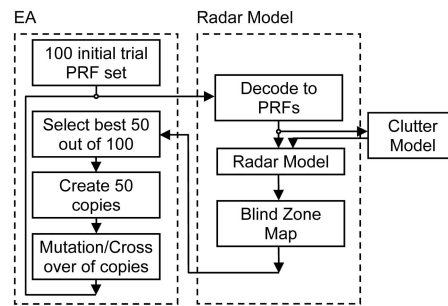 EA
Radar Model
100 initial trial
PRF set
Select best 50
out of 100
Create 50
copies
Mutation/Cross
over of copies
Decode to
PRFs
Radar Model
Blind Zone
Map
Clutter
Model